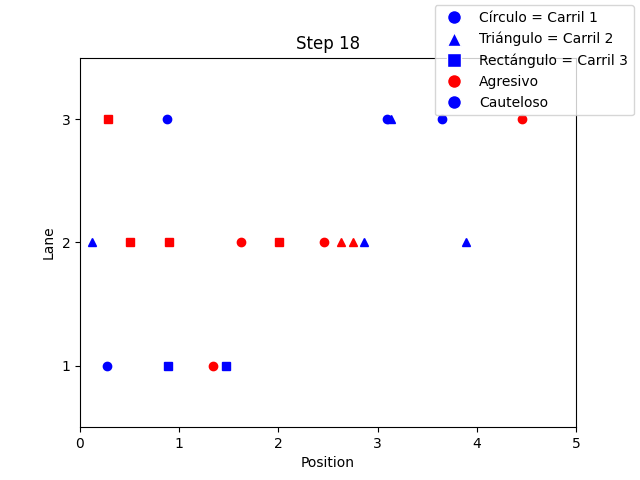 Step 18
Círculo = Carril 1
Triángulo = Carril 2
Rectángulo = Carril 3
Agresivo
Cauteloso
Lane
3
2
1
0 1 2 3 4 5
Position